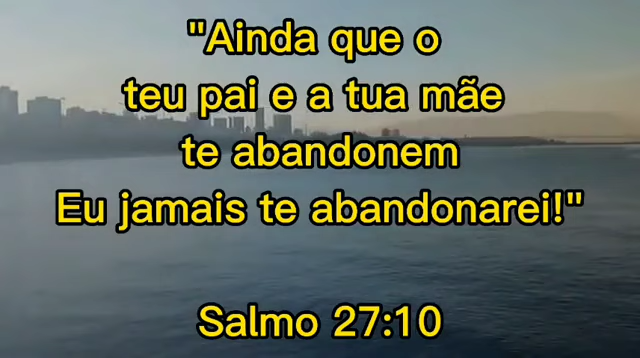 "Ainda que o
teu pai e a tua mãe
te abandonem
Eu jamais te abandonarei!"
Salmo 27:10